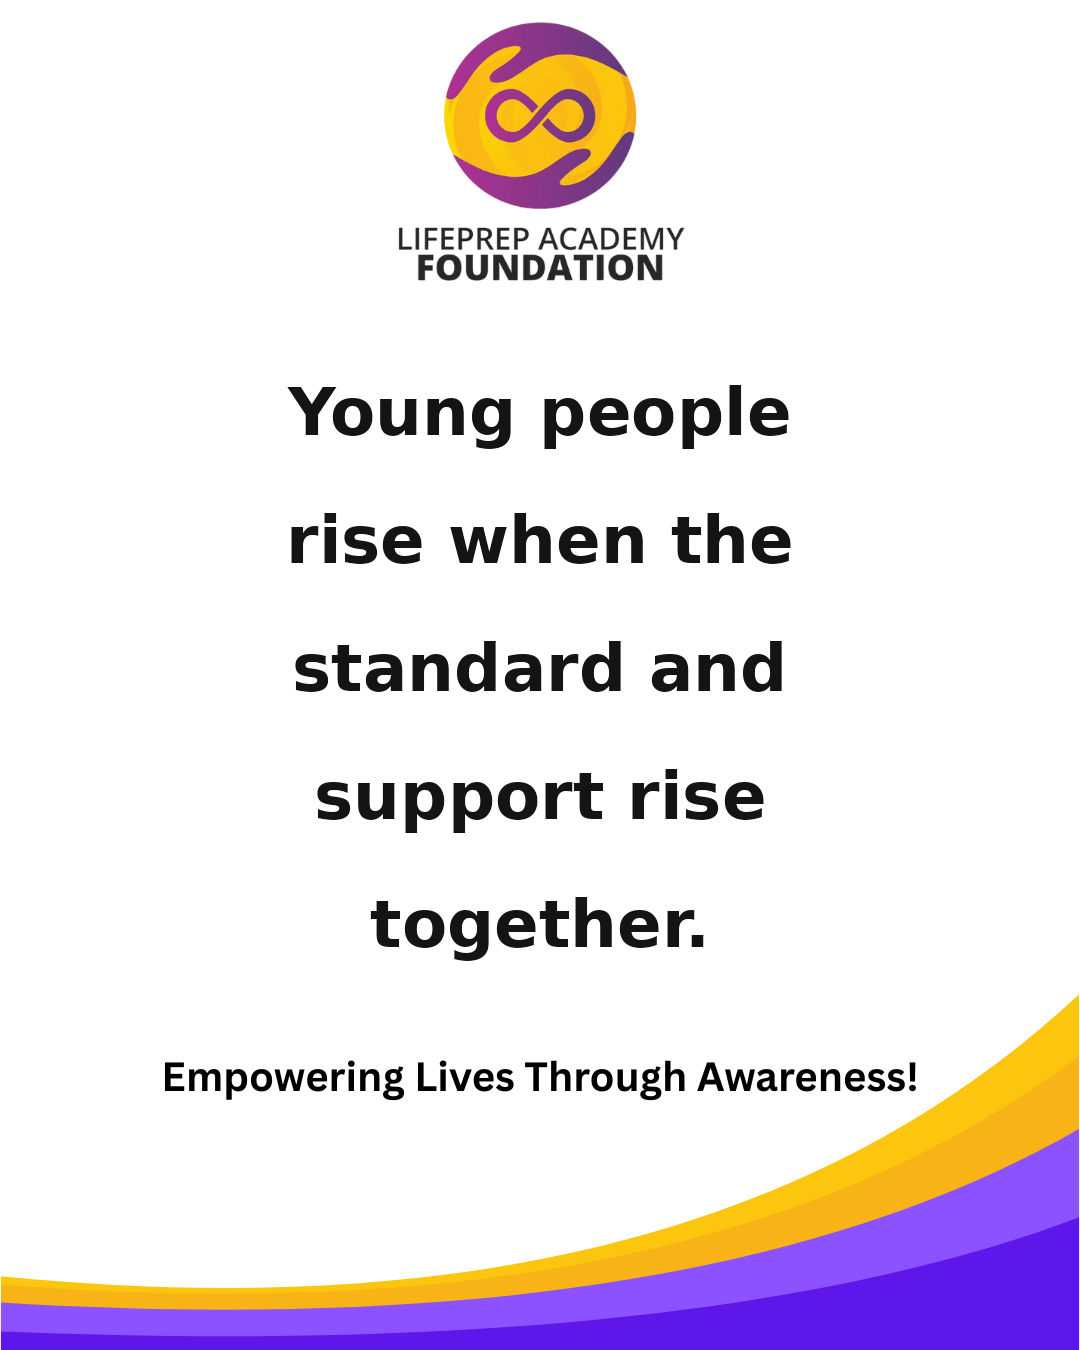 LIFEPREP ACADEMY
FOUNDATION
Young people
rise when the
standard and
support rise
together.
Empowering Lives Through Awareness!